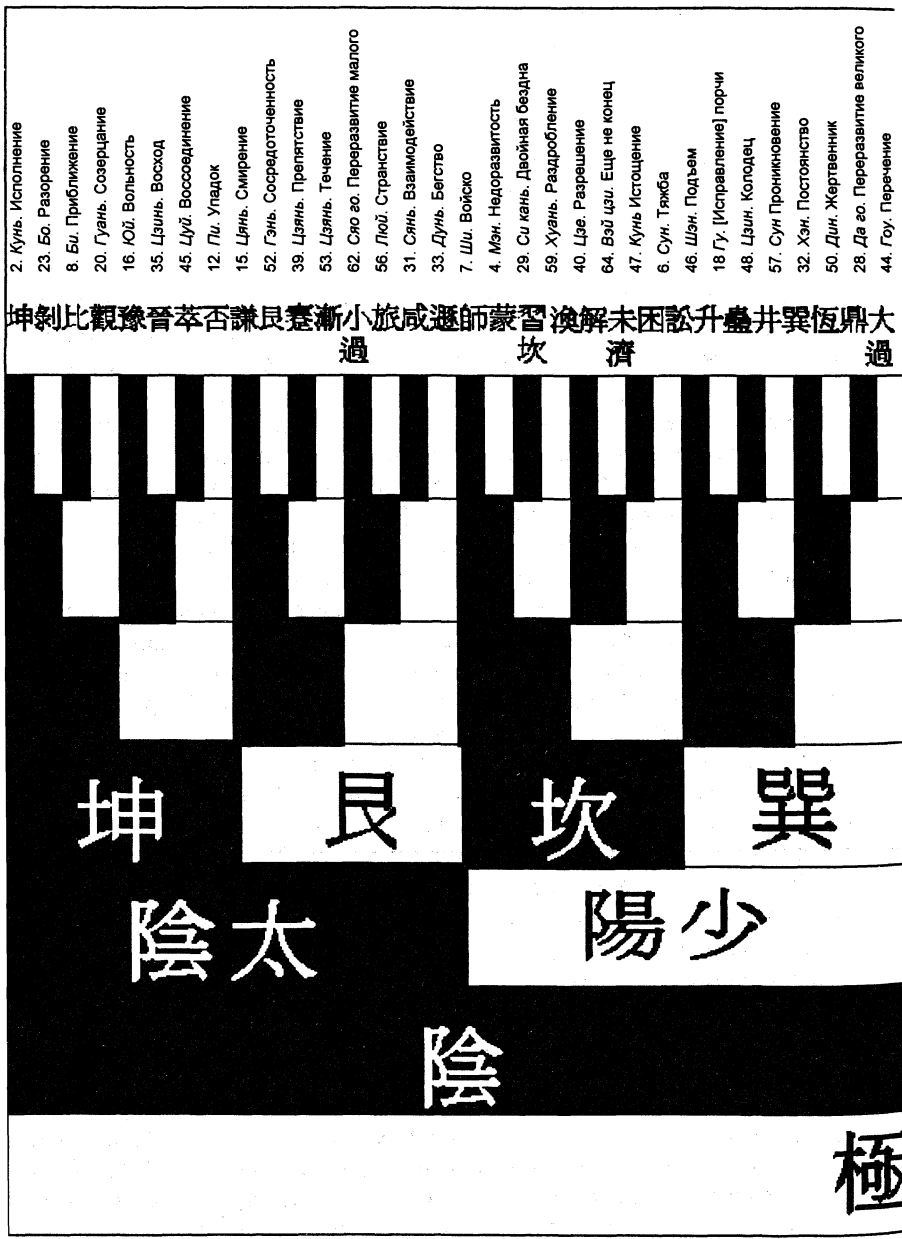 2. Кунь. Исполнение
23. Бо. Разорение
8. Би. Приближение
20. Гуань. Созерцание
16. Юй. Вольность
35. Цзинь. Восход
45. Цуй. Воссоединение
12. Пи. Упадок
15. Цянь. Смирение
52. Гэнь. Сосредоточенность
39. Цзянь. Препятствие
53. Цзянь. Течение
62. Сяо го. Переразвитие малого
56. Люй. Странствие
31. Сянь. Взаимодействие
33. Дунь. Бегство
7. Ши. Войско
4. Мэн. Недоразвитость
29. Си кань. Двойная бездна
59. Хуань. Раздробление
40. Цзе. Разрешение
64. Вэй цзи. Еще не конец
47. Кунь Истощение
6. Сун. Тяжба
46. Шэн. Подъем
18 Гу. [Исправление] порчи
48. Цзин. Колодец
57. Сун Проникновение
32. Хэн. Постоянство
50. Дин. Жертвенник
28. Да го. Переразвитие великого
44. Гоу. Перечение
坤剝比觀豫晉萃否謙艮蹇漸小旅咸遯師蒙習渙解未困訟升蠱井巽恆鼎大
過 坎 濟 過
坤 艮 坎 巽
陰太 陽少
陰
極